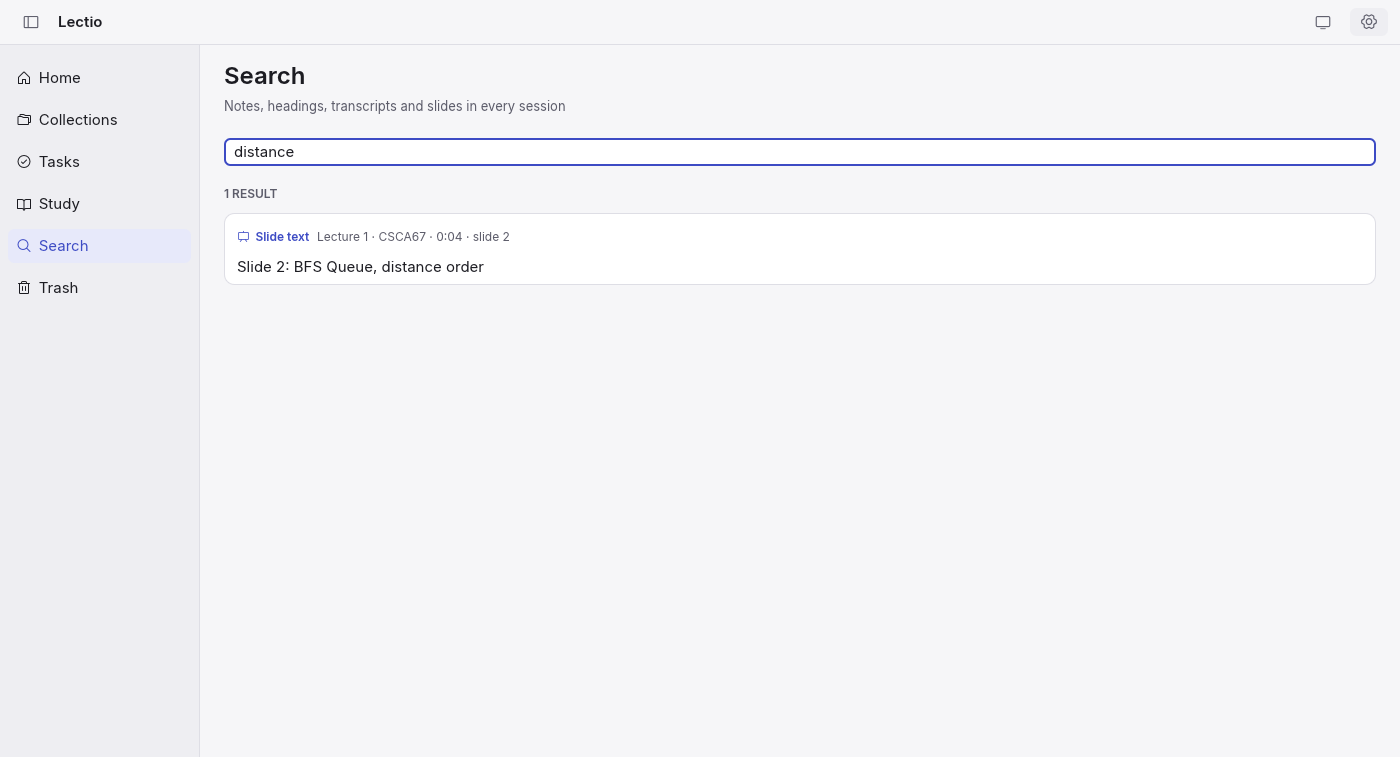 Lectio
Home
Collections
Tasks
Study
Search
Trash
Search
Notes, headings, transcripts and slides in every session
distance
1 RESULT
Slide text Lecture 1 · CSCA67 · 0:04 · slide 2
Slide 2: BFS Queue, distance order